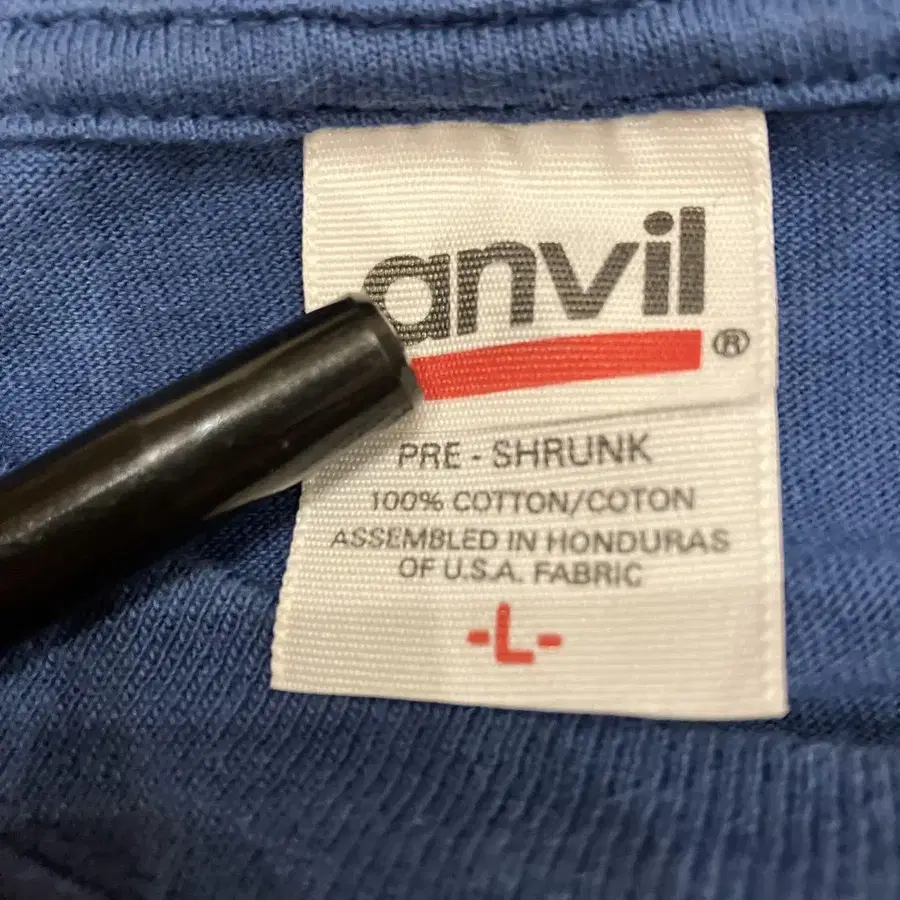 anvil®
PRE-SHRUNK
100% COTTON/COTON
ASSEMBLED IN HONDURAS
OF U.S.A. FABRIC
-L-